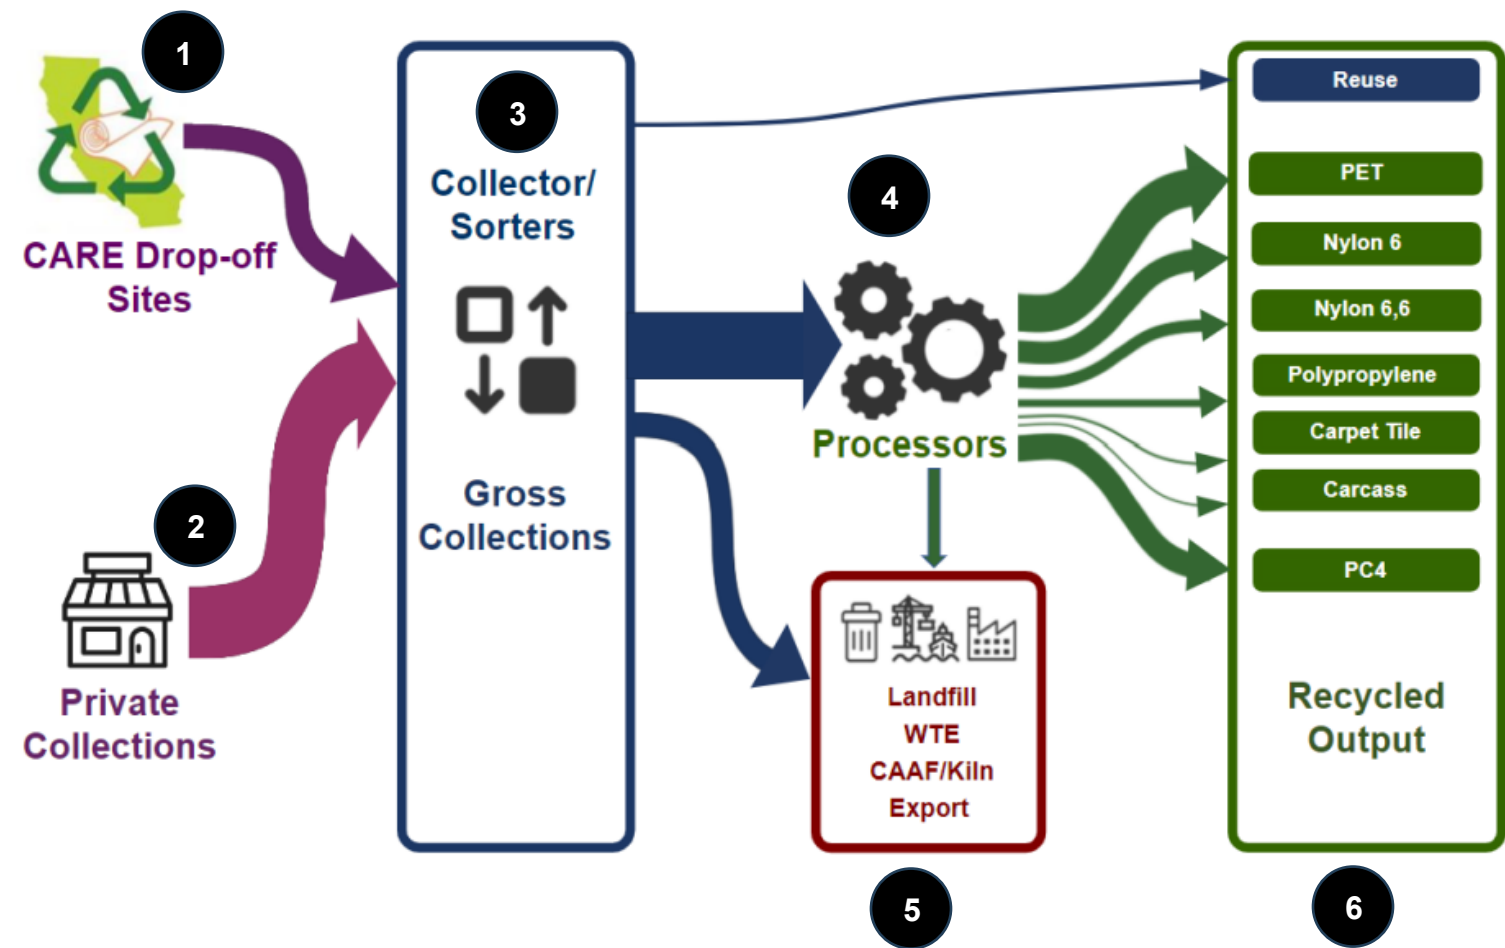 1
CARE Drop-off
Sites
2
Private
Collections
3
Collector/
Sorters
Gross
Collections
4
Processors
Landfill
WTE
CAAF/Kiln
Export
5
Reuse
PET
Nylon 6
Nylon 6,6
Polypropylene
Carpet Tile
Carcass
PC4
Recycled
Output
6